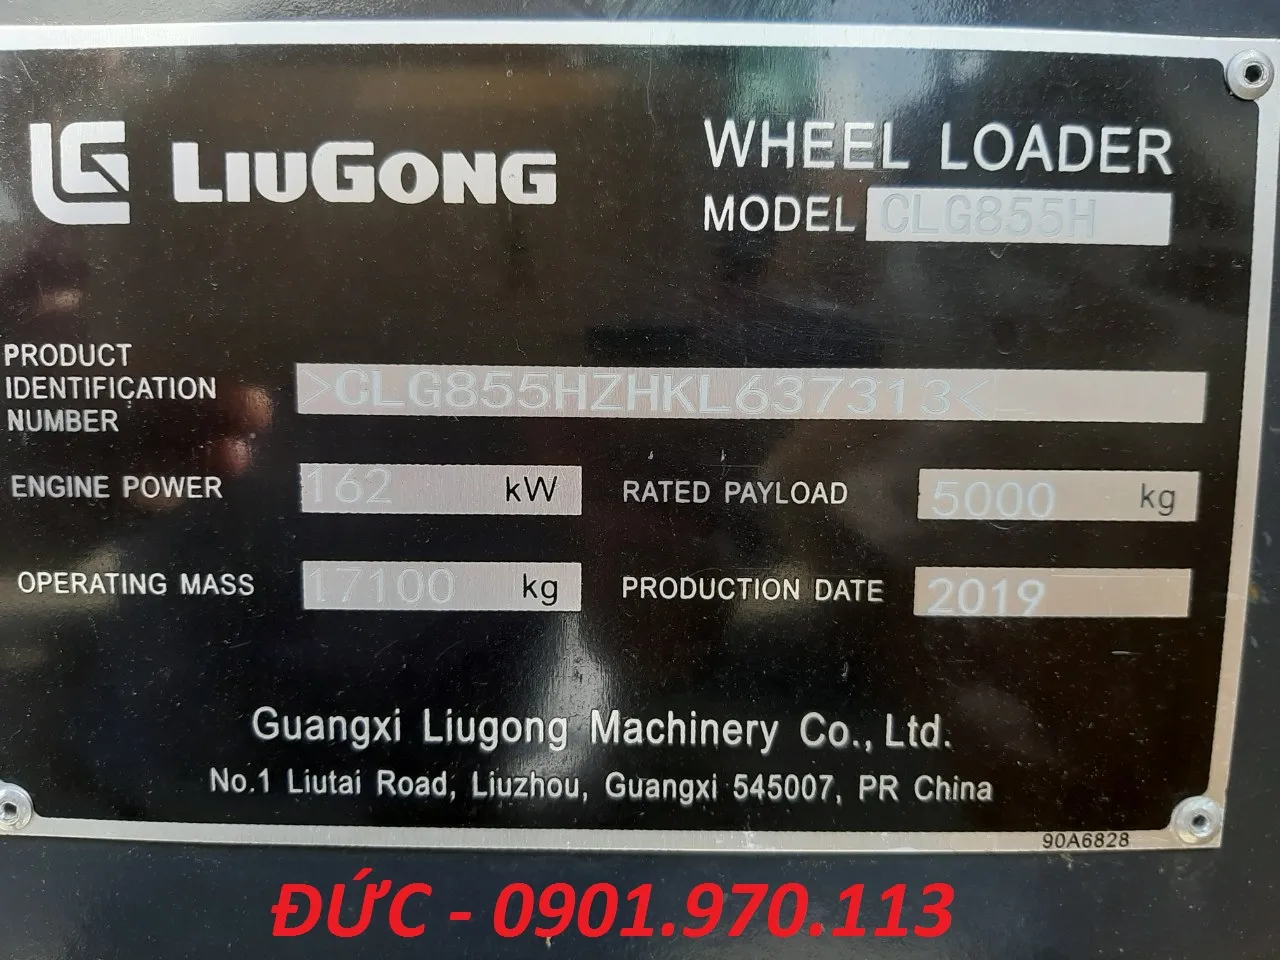 LG LIUGONG
WHEEL LOADER
MODEL CLG855H
PRODUCT
IDENTIFICATION
NUMBER
>CLG855HZHKL637313<
ENGINE POWER 162 kW
RATED PAYLOAD 5000 kg
OPERATING MASS 17100 kg
PRODUCTION DATE 2019
Guangxi Liugong Machinery Co., Ltd.
No.1 Liutai Road, Liuzhou, Guangxi 545007, PR China
90A6828
ĐỨC - 0901.970.113